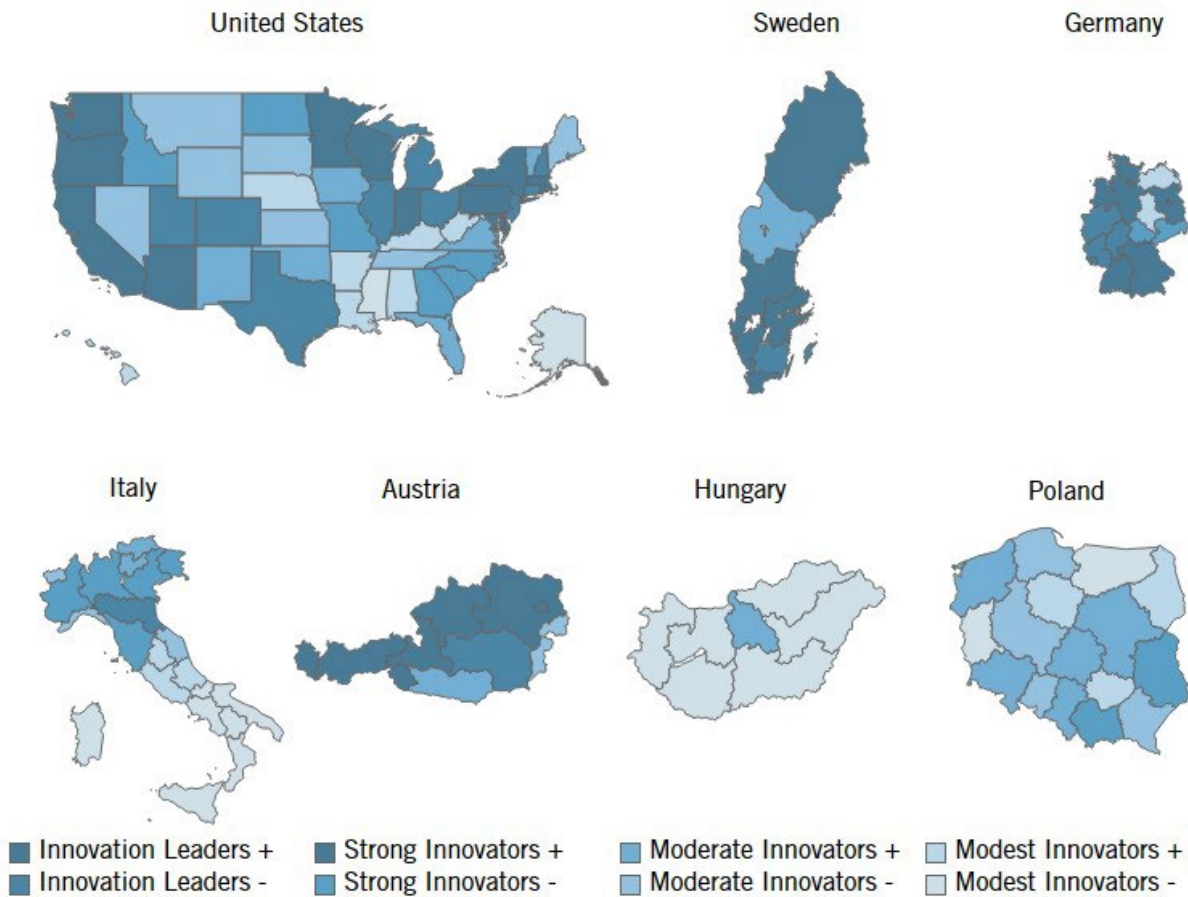 United States
Sweden
Germany
Italy
Austria
Hungary
Poland
Innovation Leaders +
Strong Innovators +
Moderate Innovators +
Modest Innovators +
Innovation Leaders -
Strong Innovators -
Moderate Innovators -
Modest Innovators -